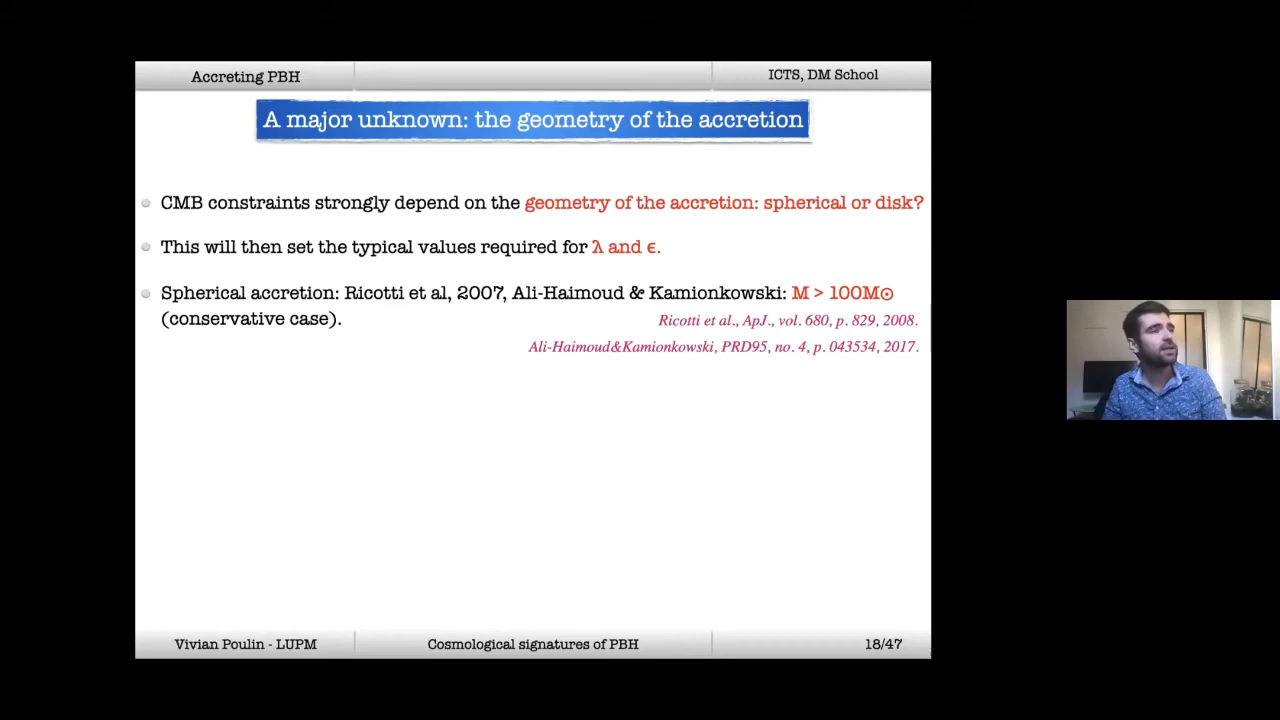 Accreting PBH
ICTS, DM School
A major unknown: the geometry of the accretion
CMB constraints strongly depend on the geometry of the accretion: spherical or disk?
This will then set the typical values required for λ and ϵ.
Spherical accretion: Ricotti et al, 2007, Ali-Haimoud & Kamionkowski: M > 100M⊙
(conservative case).
Ricotti et al., ApJ., vol. 680, p. 829, 2008.
Ali-Haimoud&Kamionkowski, PRD95, no. 4, p. 043534, 2017.
Vivian Poulin - LUPM
Cosmological signatures of PBH
18/47